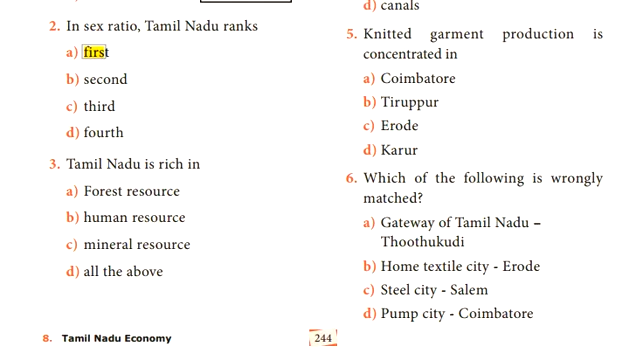 2. In sex ratio, Tamil Nadu ranks
a) first
b) second
c) third
d) fourth
3. Tamil Nadu is rich in
a) Forest resource
b) human resource
c) mineral resource
d) all the above
d) canals
5. Knitted garment production is
concentrated in
a) Coimbatore
b) Tiruppur
c) Erode
d) Karur
6. Which of the following is wrongly
matched?
a) Gateway of Tamil Nadu –
Thoothukudi
b) Home textile city - Erode
c) Steel city - Salem
d) Pump city - Coimbatore
8. Tamil Nadu Economy
244